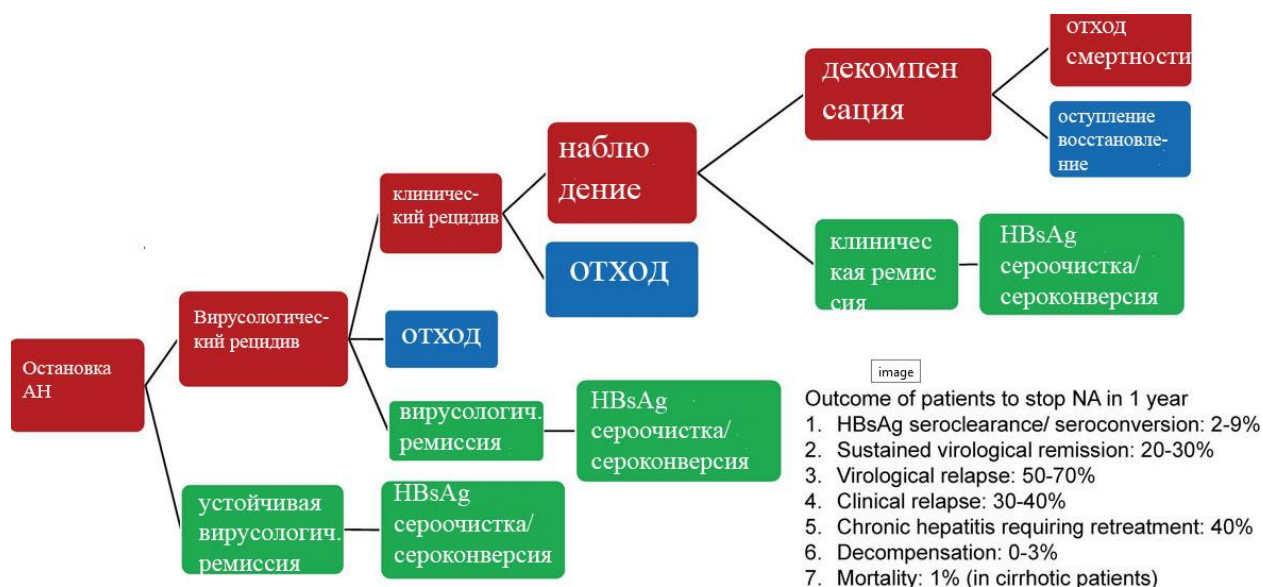 отход
смертности
декомпен
сация
оступление
восстановле-
ние
наблю
дение
клиничес-
кий рецидив
отход
клиничес
кая ремис
сия
HBsAg
сероочистка/
сероконверсия
Вирусологичес-
кий рецидив
отход
Остановка
АН
вирусологич.
ремиссия
HBsAg
сероочистка/
сероконверсия
устойчивая
вирусологич.
ремиссия
HBsAg
сероочистка/
сероконверсия
image
Outcome of patients to stop NA in 1 year
1. HBsAg seroclearance/ seroconversion: 2-9%
2. Sustained virological remission: 20-30%
3. Virological relapse: 50-70%
4. Clinical relapse: 30-40%
5. Chronic hepatitis requiring retreatment: 40%
6. Decompensation: 0-3%
7. Mortality: 1% (in cirrhotic patients)